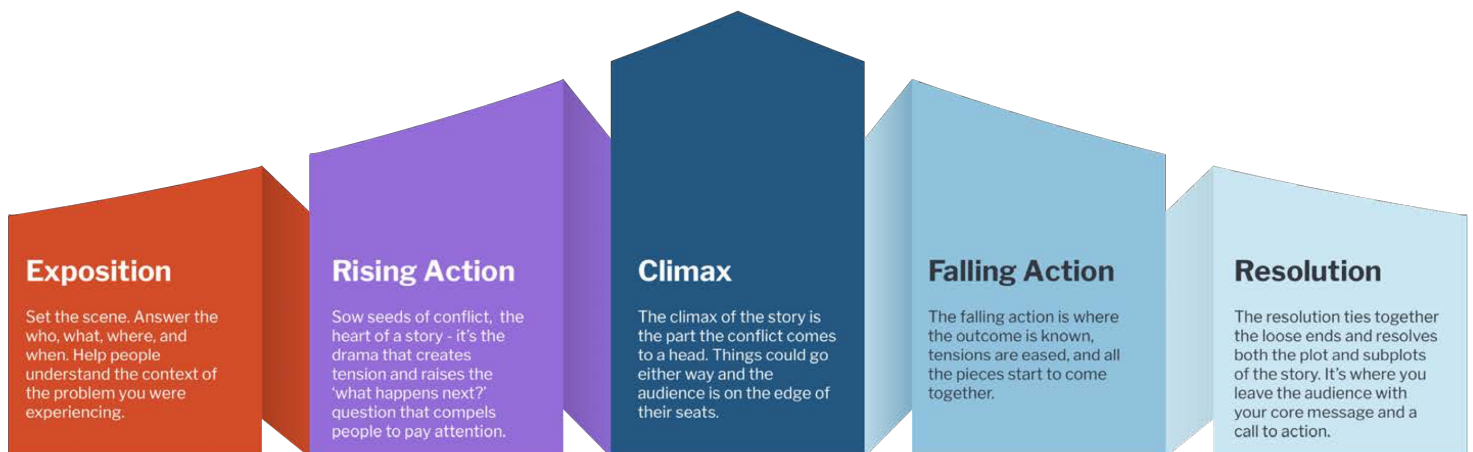 Exposition
Set the scene. Answer the
who, what, where, and
when. Help people
understand the context of
the problem you were
experiencing.
Rising Action
Sow seeds of conflict, the
heart of a story - it's the
drama that creates
tension and raises the
‘what happens next?’
question that compels
people to pay attention.
Climax
The climax of the story is
the part the conflict comes
to a head. Things could go
either way and the
audience is on the edge of
their seats.
Falling Action
The falling action is where
the outcome is known,
tensions are eased, and all
the pieces start to come
together.
Resolution
The resolution ties together
the loose ends and resolves
both the plot and subplots
of the story. It's where you
leave the audience with
your core message and a
call to action.